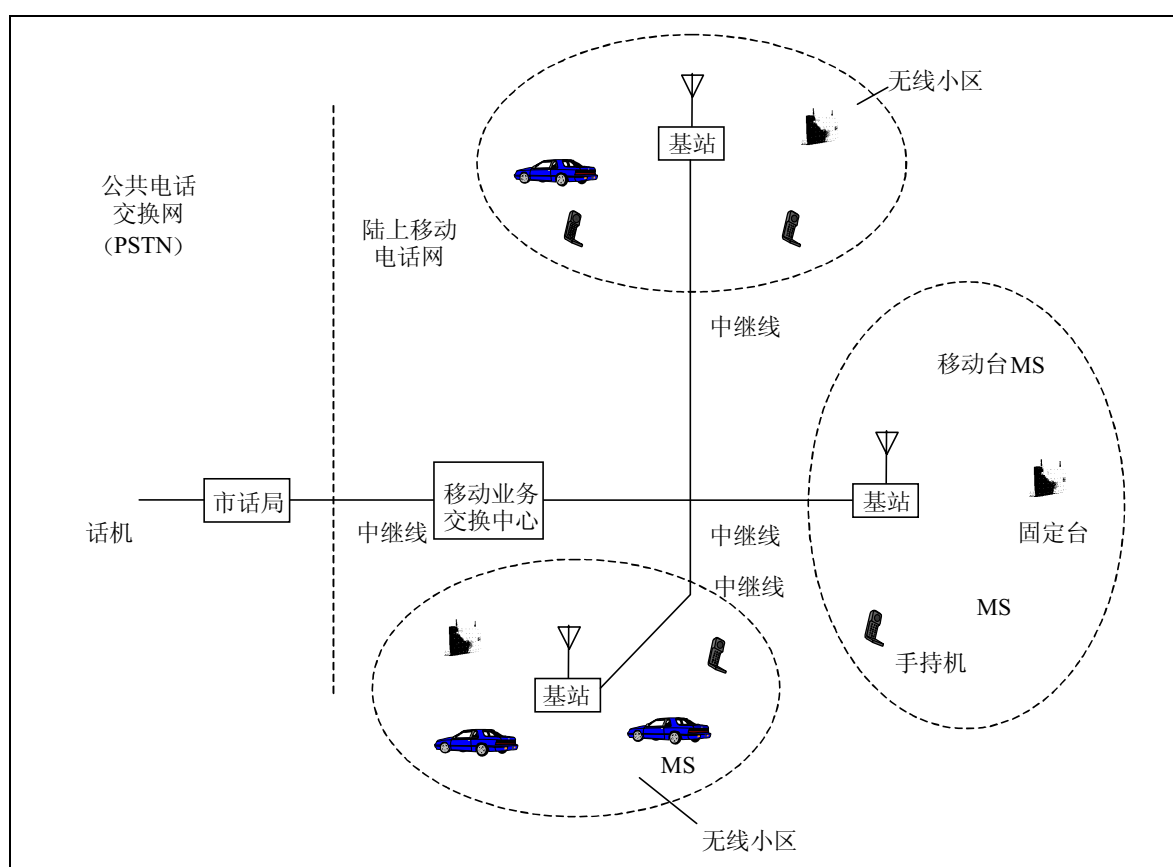 无线小区
基站
公共电话
交换网
（PSTN）
陆上移动
电话网
中继线
移动台MS
市话局
移动业务
交换中心
基站
话机
中继线
中继线
固定台
中继线
MS
手持机
基站
MS
无线小区